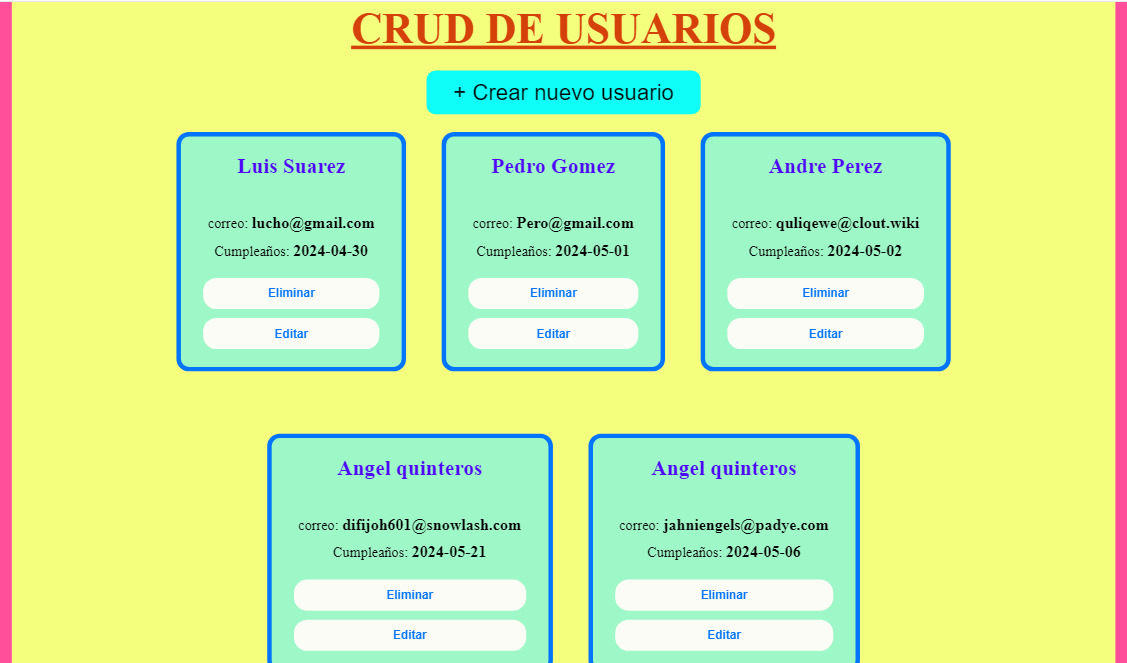 CRUD DE USUARIOS
+ Crear nuevo usuario
Luis Suarez
correo: lucho@gmail.com
Cumpleaños: 2024-04-30
Eliminar
Editar
Pedro Gomez
correo: Pero@gmail.com
Cumpleaños: 2024-05-01
Eliminar
Editar
Andre Perez
correo: quliqewe@clout.wiki
Cumpleaños: 2024-05-02
Eliminar
Editar
Angel quinteros
correo: difijoh601@snowlash.com
Cumpleaños: 2024-05-21
Eliminar
Editar
Angel quinteros
correo: jahniengels@padye.com
Cumpleaños: 2024-05-06
Eliminar
Editar